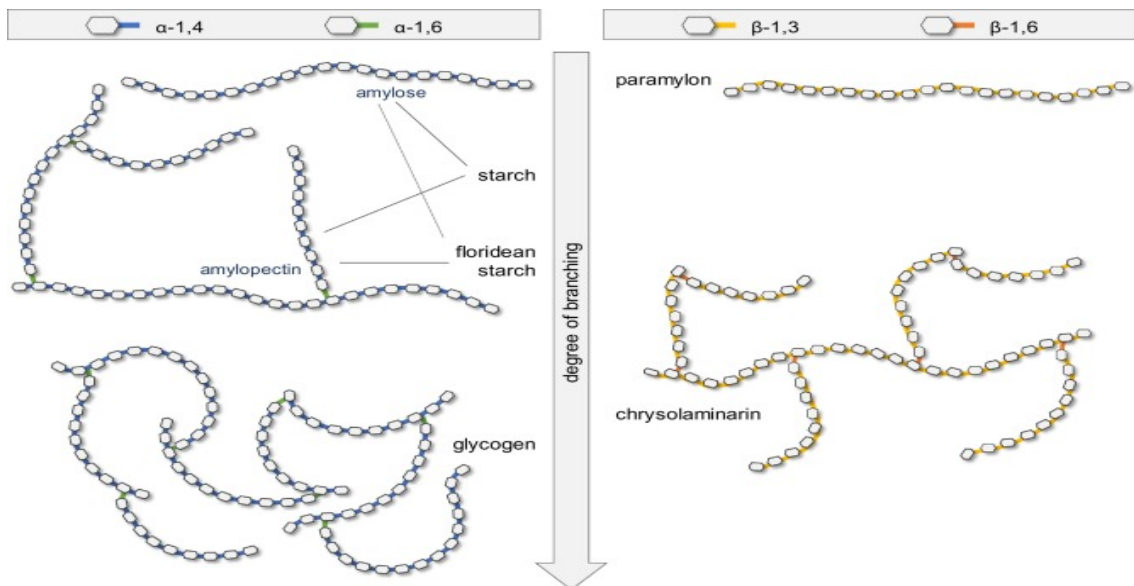 α-1,4
α-1,6
β-1,3
β-1,6
amylose
starch
amylopectin
floridean
starch
glycogen
degree of branching
paramylon
chrysolaminarin